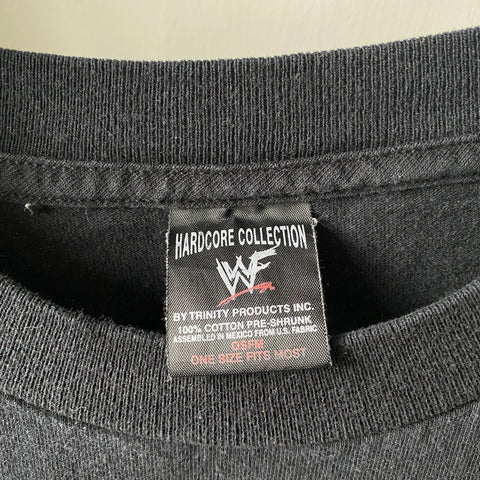 HARDCORE COLLECTION
WF
BY TRINITY PRODUCTS INC.
100% COTTON PRE-SHRUNK
ASSEMBLED IN MEXICO FROM U.S. FABRIC
OSFM
ONE SIZE FITS MOST